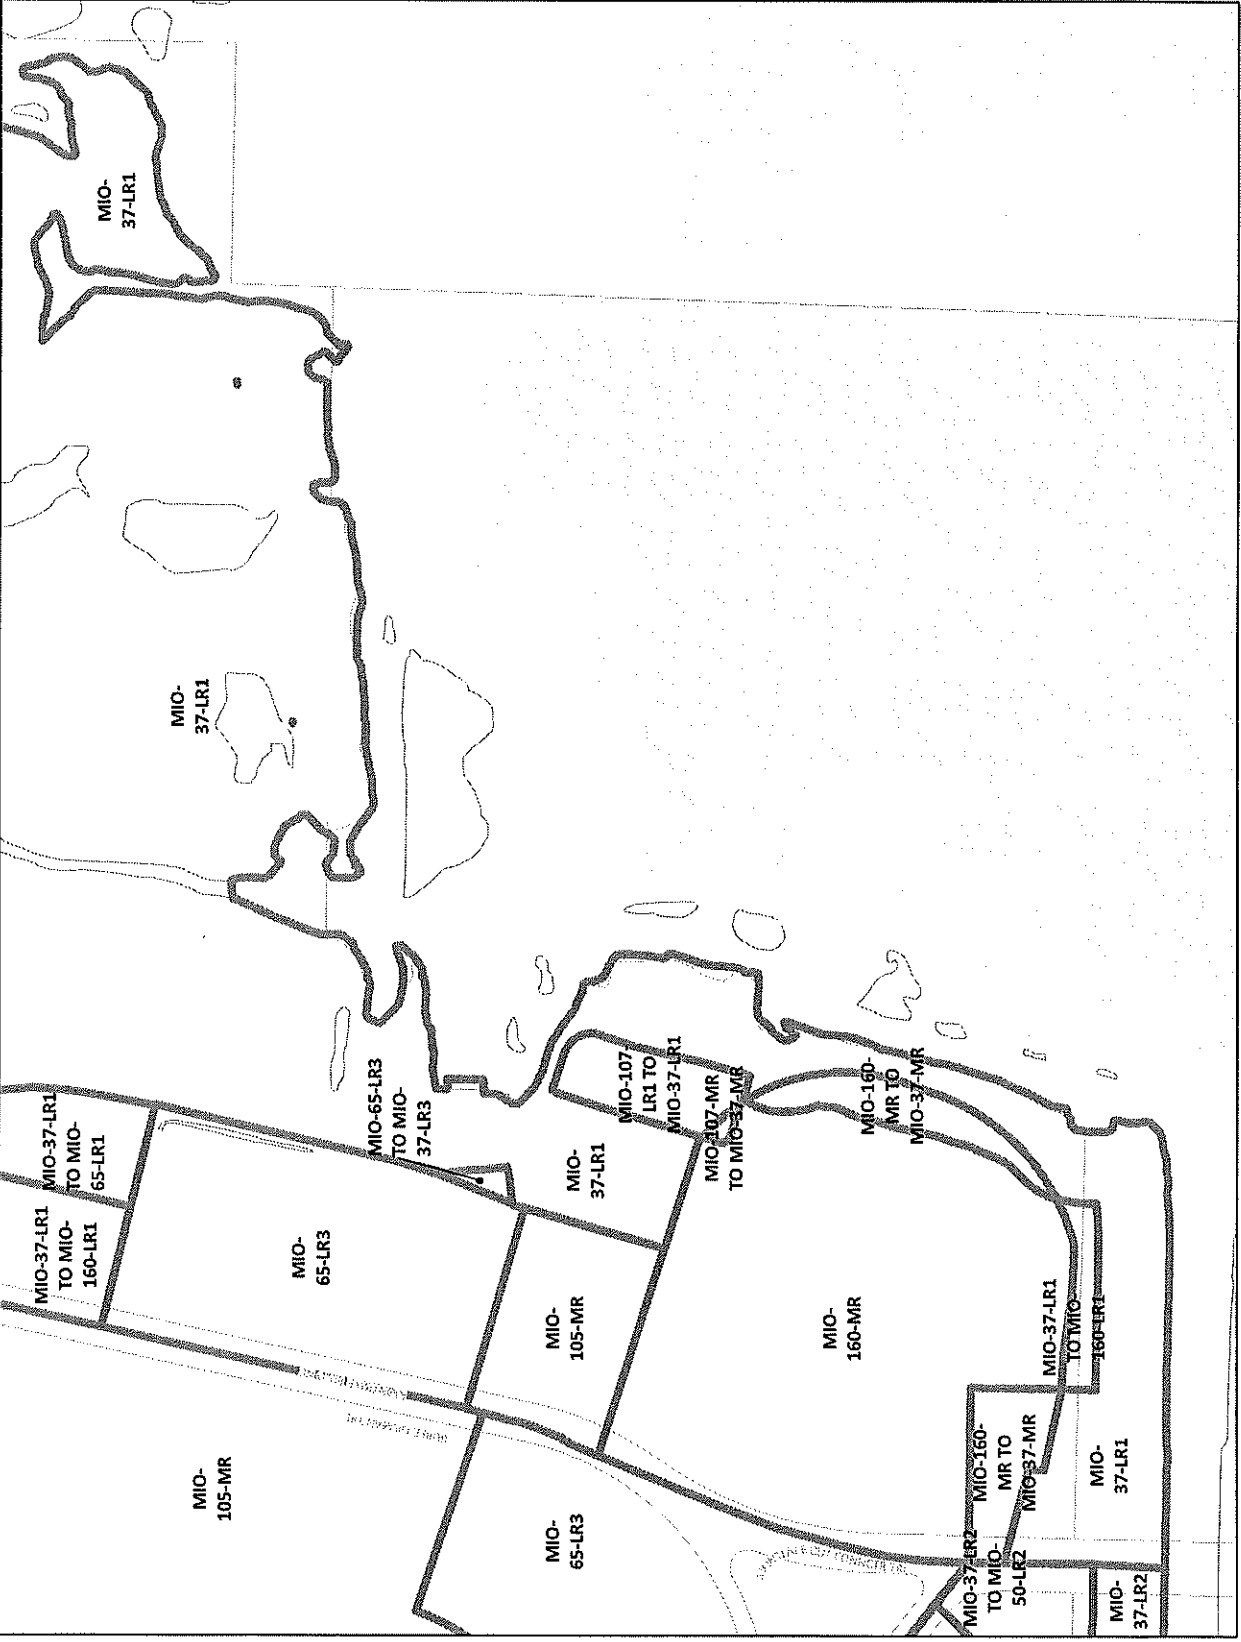 MIO-
37-LR1
MIO-
37-LR1
MIO-37-LR1
TO MIO-
65-LR1
MIO-37-LR1
TO MIO-
160-LR1
MIO-65-LR3
TO MIO-
37-LR3
MIO-
65-LR3
MIO-
105-MR
MIO-107-
LR1 TO
MIO-37-LR1
MIO-
37-LR1
MIO-107-MR
TO MIO-37-MR
MIO-
105-MR
MIO-
65-LR3
MIO-160-
MR TO
MIO-37-MR
MIO-
160-MR
MIO-37-LR1
TO MIO-
160-LR1
MIO-160-
MR TO
MIO-37-MR
MIO-
37-LR1
MIO-37-LR2
TO MIO-
50-LR2
MIO-
37-LR2